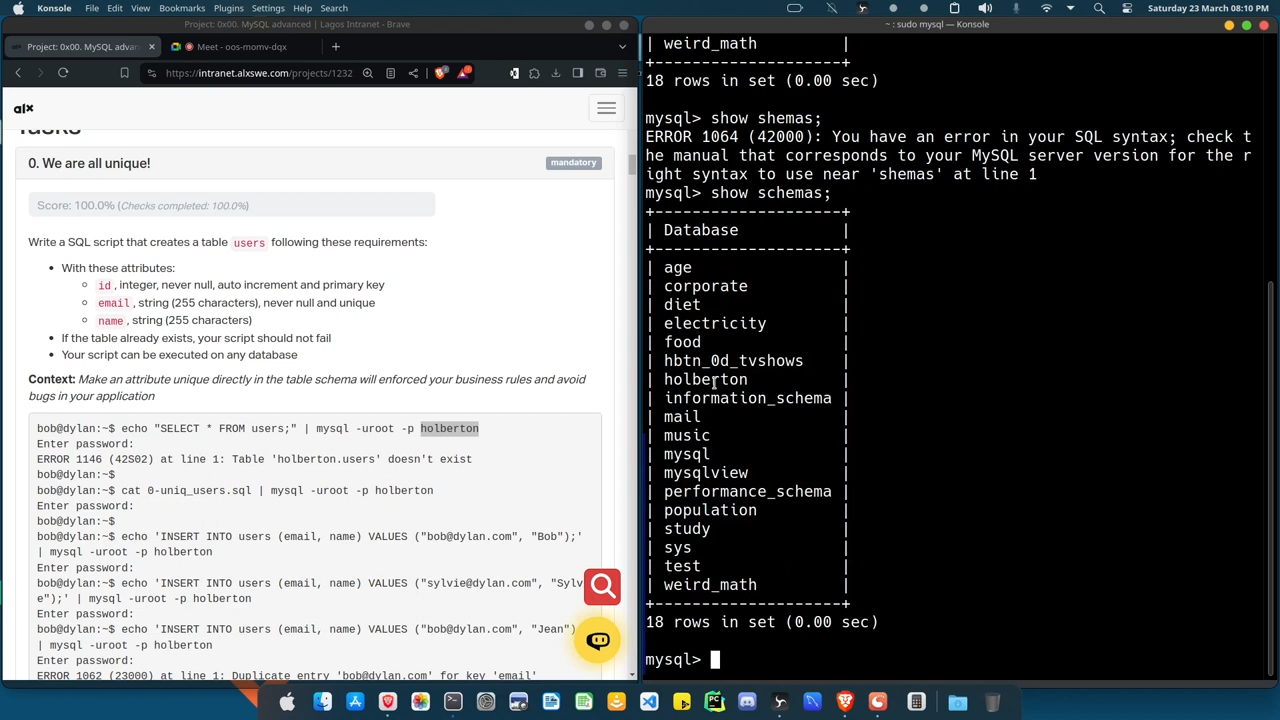 Konsole File Edit View Bookmarks Plugins Settings Help
Saturday 23 March 08:10 PM
Project: 0x00. MySQL advanced | Lagos Intranet - Brave
Project: 0x00. MySQL advan
Meet - oos-momv-dqx
https://intranet.alxswe.com/projects/1232
alx
Tasks
0. We are all unique!
mandatory
Score: 100.0% (Checks completed: 100.0%)
Write a SQL script that creates a table users following these requirements:
• With these attributes:
id, integer, never null, auto increment and primary key
email, string (255 characters), never null and unique
name, string (255 characters)
• If the table already exists, your script should not fail
• Your script can be executed on any database
Context: Make an attribute unique directly in the table schema will enforced your business rules and avoid
bugs in your application
bob@dylan:~$ echo "SELECT * FROM users;" | mysql -uroot -p holberton
Enter password:
ERROR 1146 (42S02) at line 1: Table 'holberton.users' doesn't exist
bob@dylan:~$
bob@dylan:~$ cat 0-uniq_users.sql | mysql -uroot -p holberton
Enter password:
bob@dylan:~$
bob@dylan:~$ echo 'INSERT INTO users (email, name) VALUES ("bob@dylan.com", "Bob");'
| mysql -uroot -p holberton
Enter password:
bob@dylan:~$ echo 'INSERT INTO users (email, name) VALUES ("sylvie@dylan.com", "Sylv
e");' | mysql -uroot -p holberton
Enter password:
bob@dylan:~$ echo 'INSERT INTO users (email, name) VALUES ("bob@dylan.com", "Jean")
| mysql -uroot -p holberton
Enter password:
ERROR 1062 (23000) at line 1: Duplicate entry 'bob@dylan.com' for key 'email'
~ : sudo mysql — Konsole
| weird_math |
+--------------------+
18 rows in set (0.00 sec)
mysql> show shemas;
ERROR 1064 (42000): You have an error in your SQL syntax; check t
he manual that corresponds to your MySQL server version for the r
ight syntax to use near 'shemas' at line 1
mysql> show schemas;
+--------------------+
| Database |
+--------------------+
| age |
| corporate |
| diet |
| electricity |
| food |
| hbtn_0d_tvshows |
| holberton |
| information_schema |
| mail |
| music |
| mysql |
| mysqlview |
| performance_schema |
| population |
| study |
| sys |
| test |
| weird_math |
+--------------------+
18 rows in set (0.00 sec)
mysql>